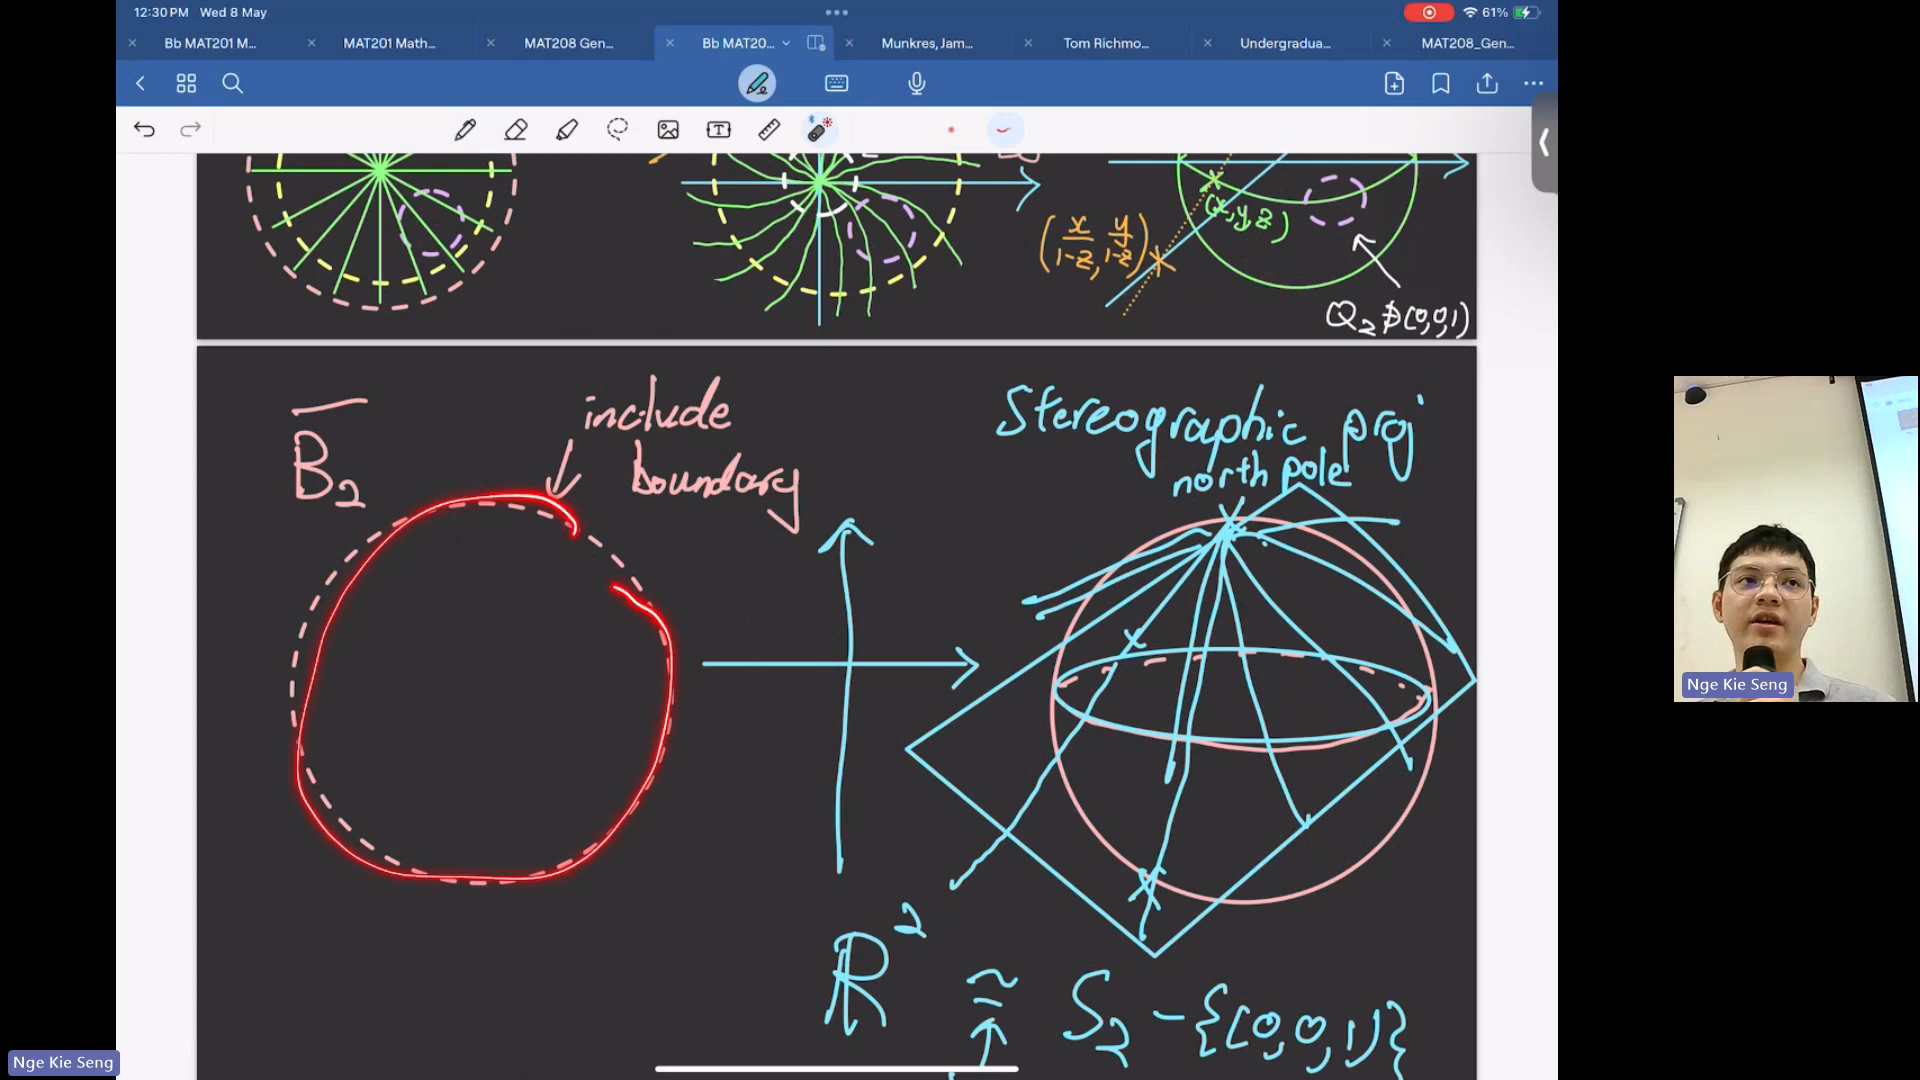 12:30 PM Wed 8 May
61%
Bb MAT201 M...
MAT201 Math...
MAT208 Gen...
Bb MAT20...
Munkres, Jam...
Tom Richmo...
Undergradua...
MAT208_Gen...
(x/1-z, y/1-z)
(x,y,z)
Q₂ ∌ (0,0,1)
B̅₂
include
boundary
Stereographic proj
north pole
ℝ² ≅ S₂ - {(0,0,1)}
Nge Kie Seng
Nge Kie Seng